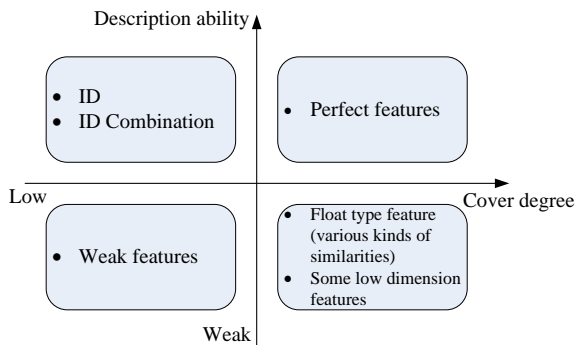 Description ability
• ID
• ID Combination
• Perfect features
Low
Cover degree
• Weak features
• Float type feature
(various kinds of
similarities)
• Some low dimension
features
Weak